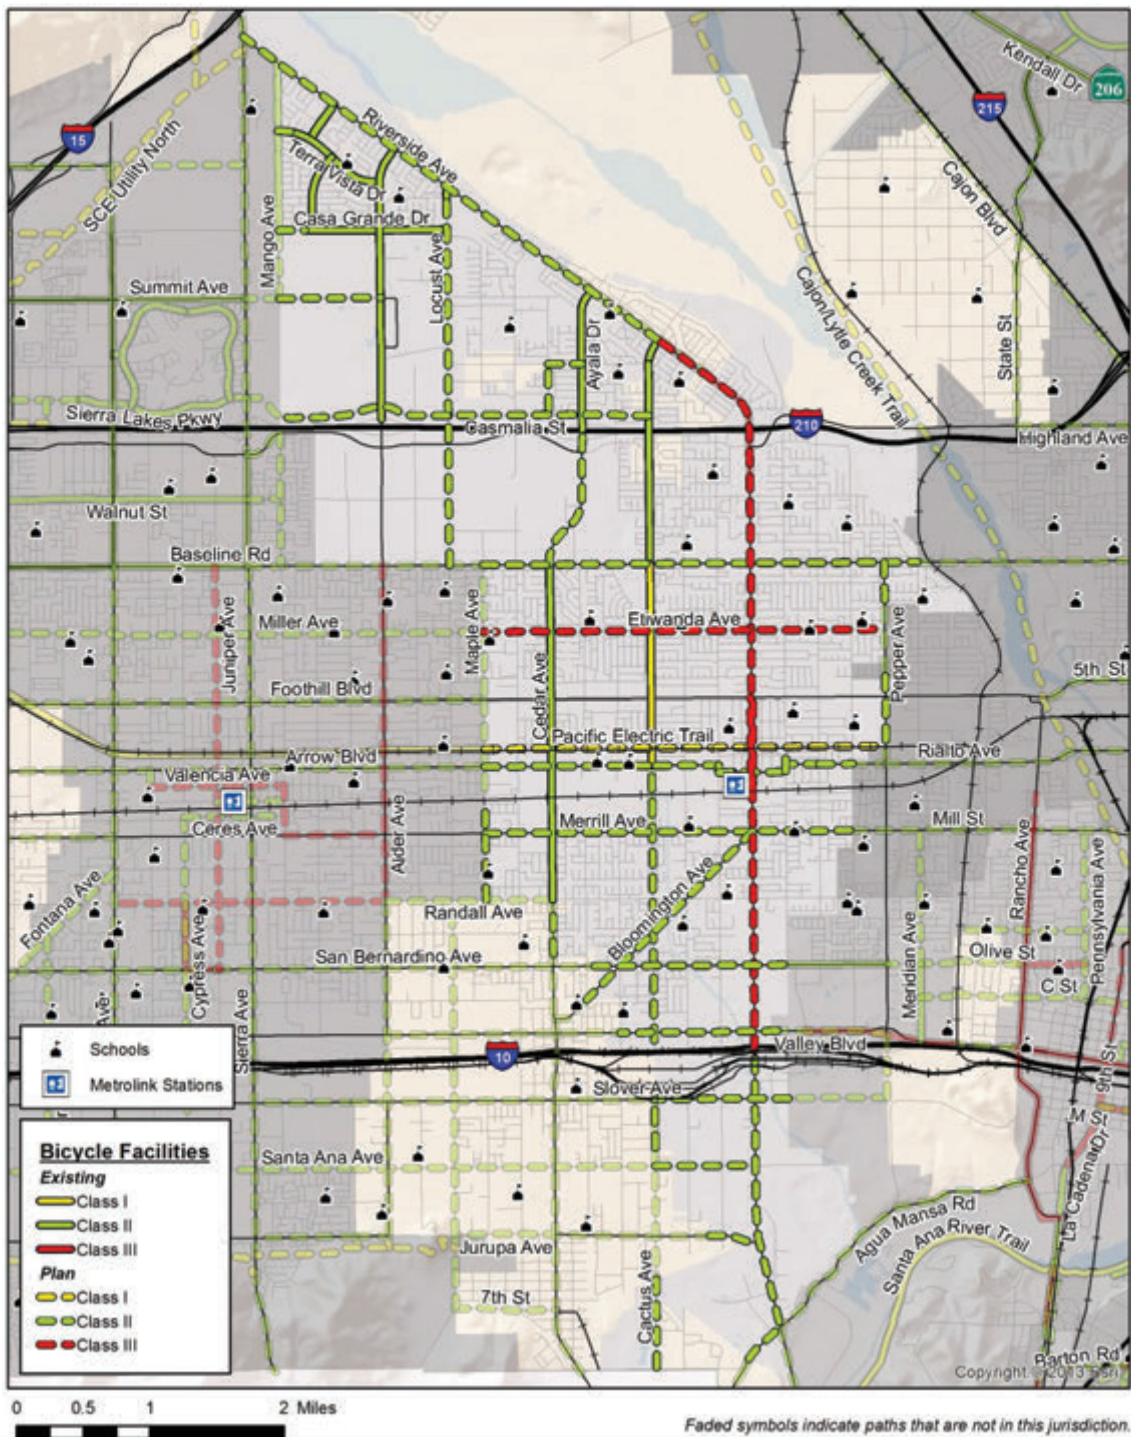 Kendall Dr
206
215
15
Riverside Ave
SCE Utility North
Terra Vista Dr
Cajon Blvd
Casa Grande Dr
Mango Ave
Locust Ave
Summit Ave
Cajon/Lytle Creek Trail
State St
Ayala Dr
Sierra Lakes Pkwy
Casmalia St
210
Highland Ave
Walnut St
Baseline Rd
Miller Ave
Etiwanda Ave
Juniper Ave
Maple Ave
Pepper Ave
Foothill Blvd
5th St
Cedar Ave
Pacific Electric Trail
Arrow Blvd
Rialto Ave
Valencia Ave
Ceres Ave
Merrill Ave
Mill St
Alder Ave
Rancho Ave
Pennsylvania Ave
Fontana Ave
Randall Ave
Bloomington Ave
Cypress Ave
San Bernardino Ave
Meridian Ave
Olive St
C St
Ave
Sierra Ave
Valley Blvd
10
Slover Ave
9th St
M St
La Cadena Dr
Santa Ana Ave
Agua Mansa Rd
Santa Ana River Trail
Jurupa Ave
7th St
Cactus Ave
Barton Rd
Copyright:© 2013 Esri
Schools
Metrolink Stations
Bicycle Facilities
Existing
Class I
Class II
Class III
Plan
Class I
Class II
Class III
0 0.5 1 2 Miles
Faded symbols indicate paths that are not in this jurisdiction.